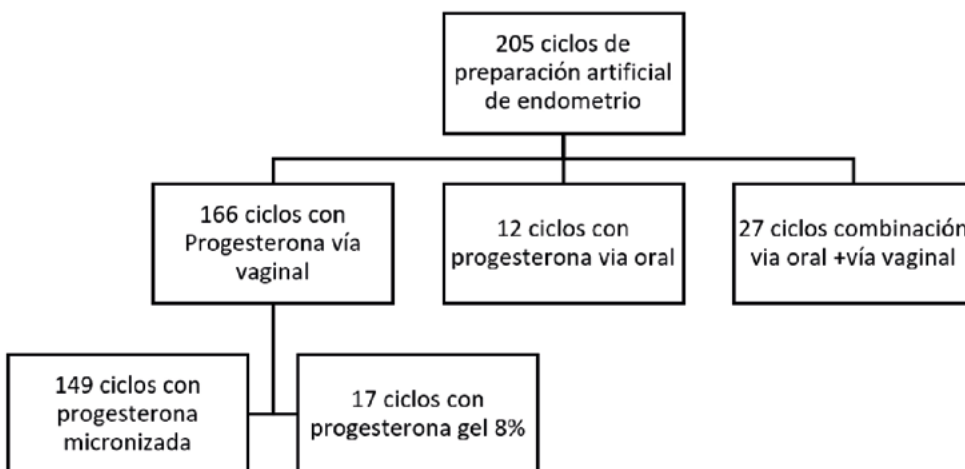 205 ciclos de
preparación artificial
de endometrio
166 ciclos con
Progesterona vía
vaginal
12 ciclos con
progesterona via oral
27 ciclos combinación
via oral +vía vaginal
149 ciclos con
progesterona
micronizada
17 ciclos con
progesterona gel 8%